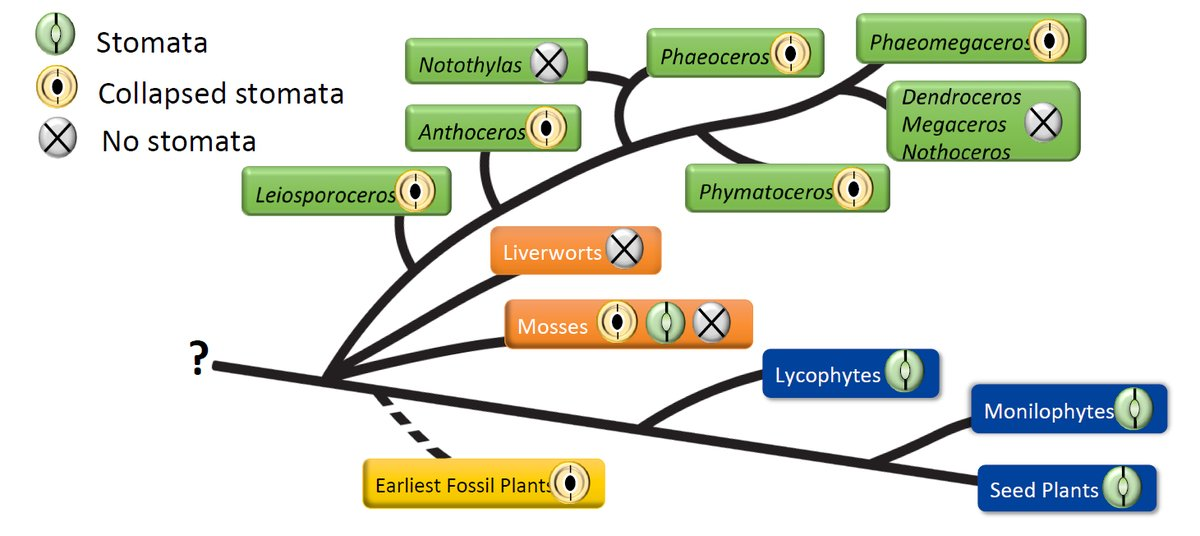 Stomata
Collapsed stomata
No stomata
Notothylas
Phaeoceros
Phaeomegaceros
Anthoceros
Dendroceros
Megaceros
Nothoceros
Leiosporoceros
Phymatoceros
Liverworts
Mosses
?
Lycophytes
Monilophytes
Earliest Fossil Plants
Seed Plants